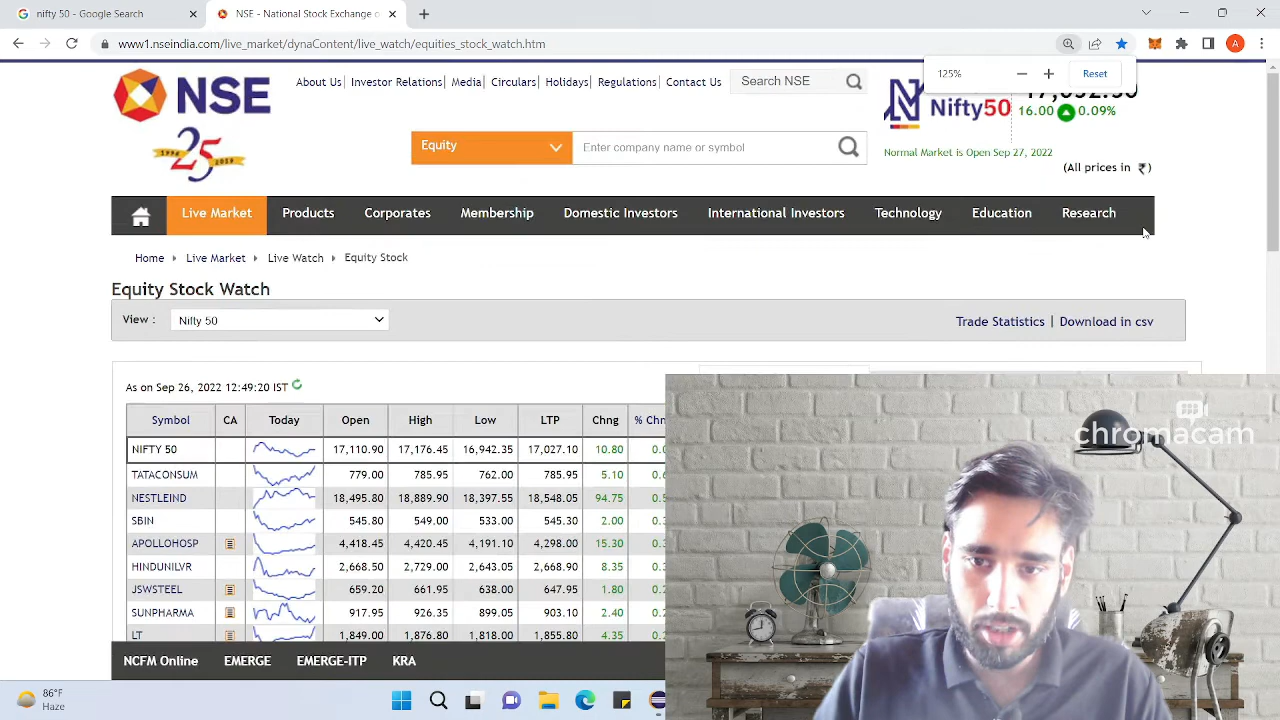 nifty 50 - Google Search
NSE - National Stock Exchange o
www1.nseindia.com/live_market/dynaContent/live_watch/equities_stock_watch.htm
125% Reset
NSE
25
About Us | Investor Relations | Media | Circulars | Holidays | Regulations | Contact Us
Search NSE
Nifty50
16.00 0.09%
Normal Market is Open Sep 27, 2022
(All prices in ₹)
Equity
Enter company name or symbol
Live Market Products Corporates Membership Domestic Investors International Investors Technology Education Research
Home Live Market Live Watch Equity Stock
Equity Stock Watch
View : Nifty 50
Trade Statistics | Download in csv
As on Sep 26, 2022 12:49:20 IST
Symbol CA Today Open High Low LTP Chng
NIFTY 50 17,110.90 17,176.45 16,942.35 17,027.10 10.80
TATACONSUM 779.00 785.95 762.00 785.95 5.10
NESTLEIND 18,495.80 18,889.90 18,397.55 18,548.05 94.75
SBIN 545.80 549.00 533.00 545.30 2.00
APOLLOHOSP 4,418.45 4,420.45 4,191.10 4,298.00 15.30
HINDUNILVR 2,668.50 2,729.00 2,643.05 2,668.90 8.35
JSWSTEEL 659.20 661.00 638.00 647.95 1.80
SUNPHARMA 917.95 926.35 899.05 903.10 2.40
LT 1,849.00 1,876.80 1,818.00 1,855.80 4.35
NCFM Online EMERGE EMERGE-ITP KRA
chromacam
86°F
Haze